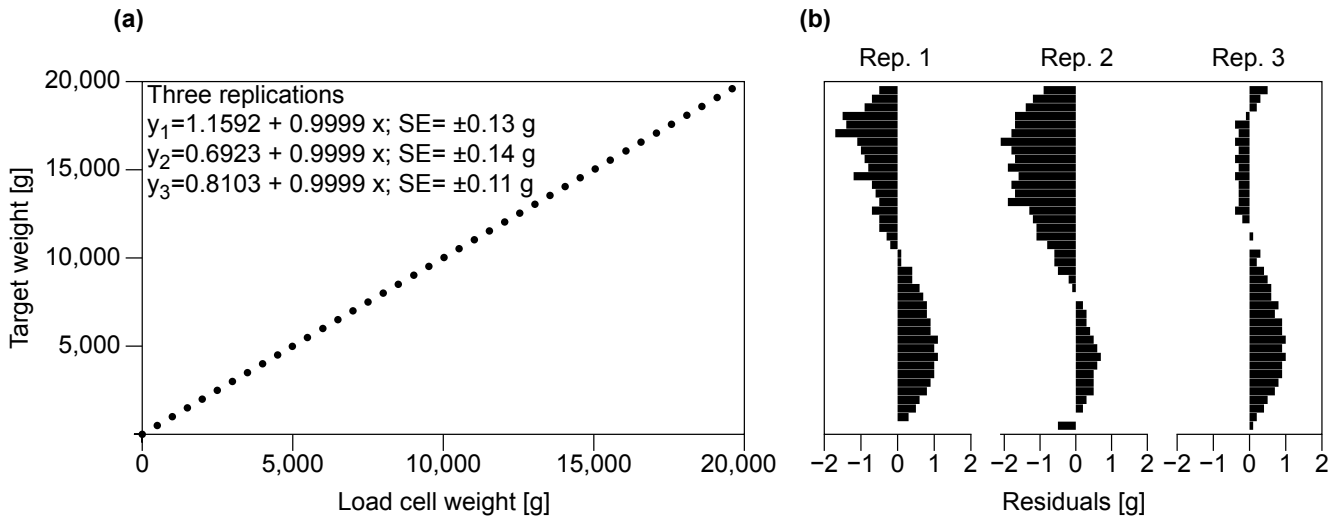 (a)
20,000
15,000
10,000
5,000
Target weight [g]
Three replications
y1=1.1592 + 0.9999 x; SE= ±0.13 g
y2=0.6923 + 0.9999 x; SE= ±0.14 g
y3=0.8103 + 0.9999 x; SE= ±0.11 g
0 5,000 10,000 15,000 20,000
Load cell weight [g]
(b)
Rep. 1 Rep. 2 Rep. 3
−2 −1 0 1 2 −2 −1 0 1 2 −2 −1 0 1 2
Residuals [g]